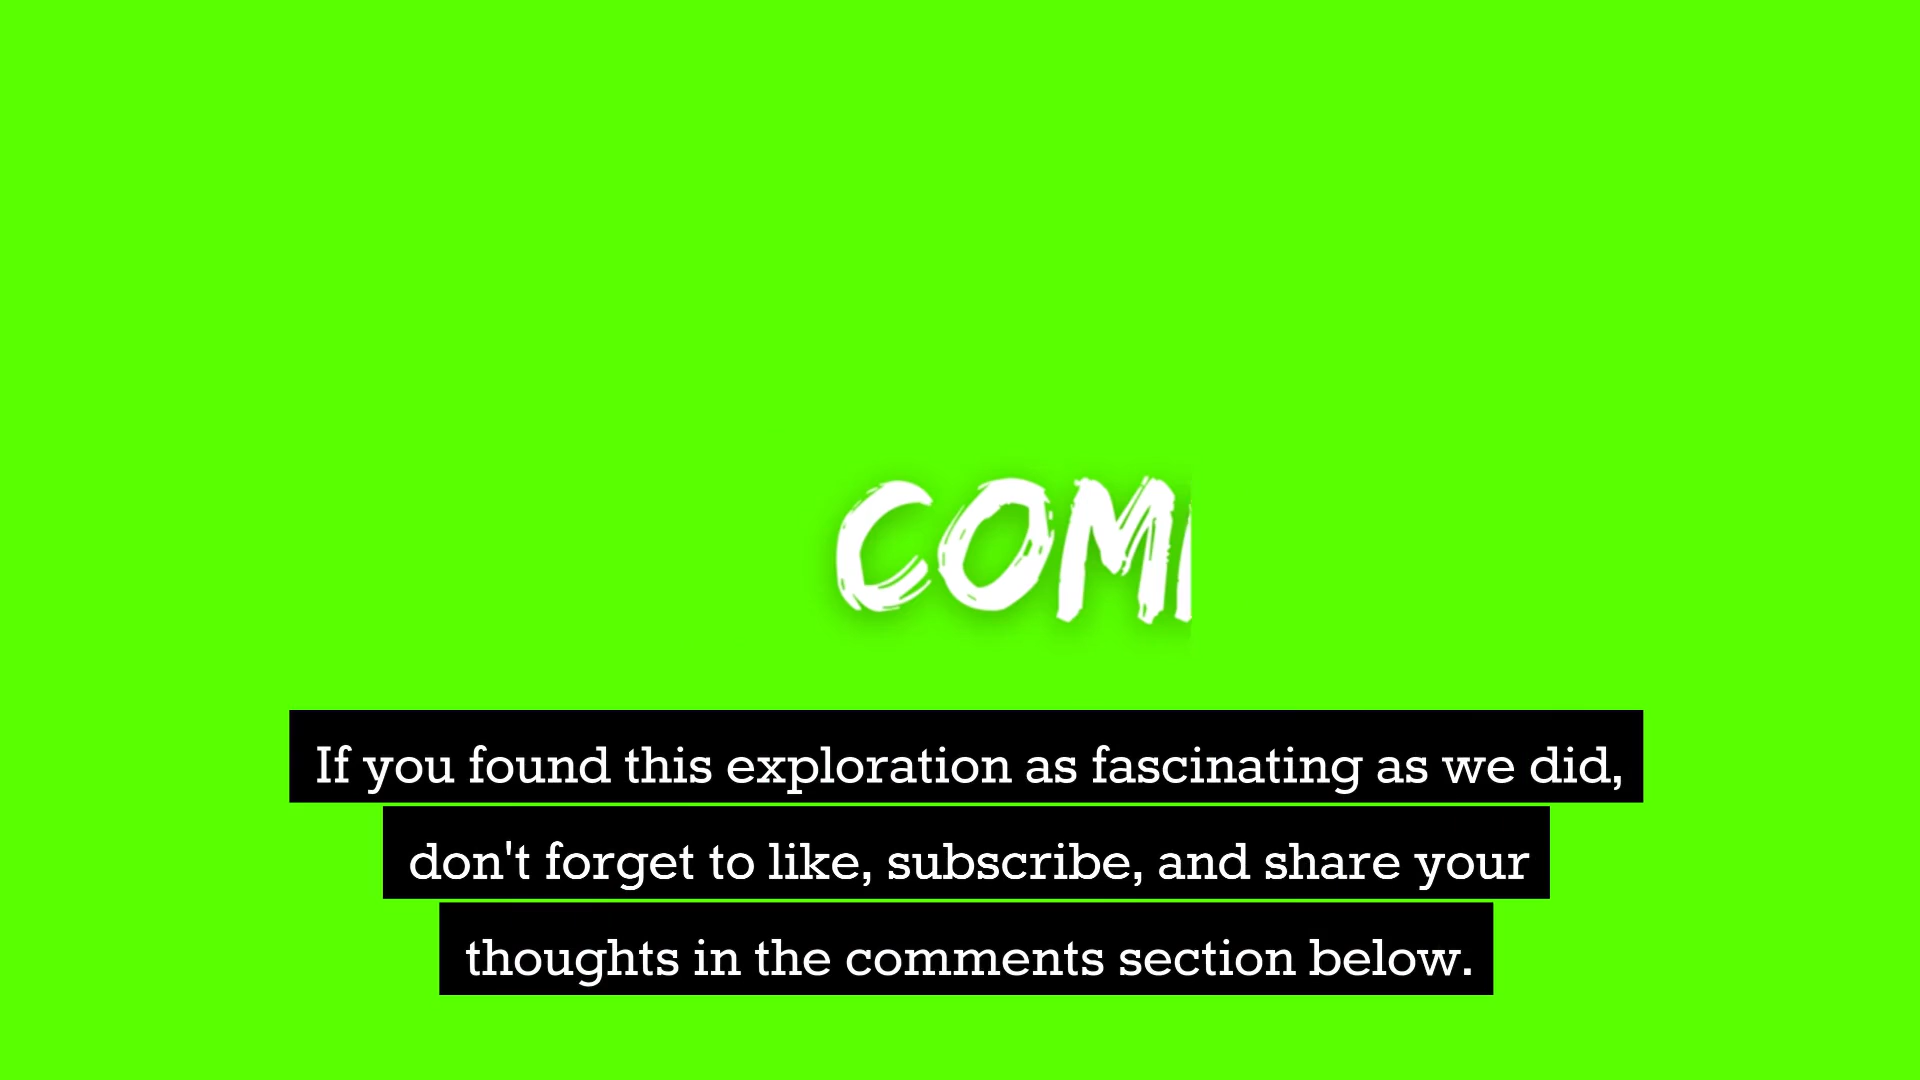 COM
If you found this exploration as fascinating as we did,
don't forget to like, subscribe, and share your
thoughts in the comments section below.